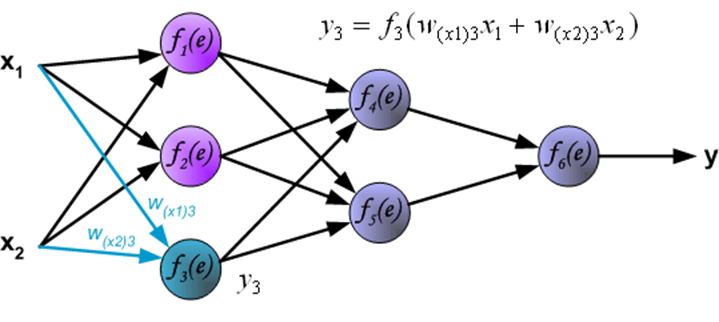 y₃ = f₃(w₍ₓ₁₎₃x₁ + w₍ₓ₂₎₃x₂)
f₁(e)
x₁
f₄(e)
f₂(e)
f₆(e)
y
w₍ₓ₁₎₃
f₅(e)
w₍ₓ₂₎₃
x₂
f₃(e)
y₃